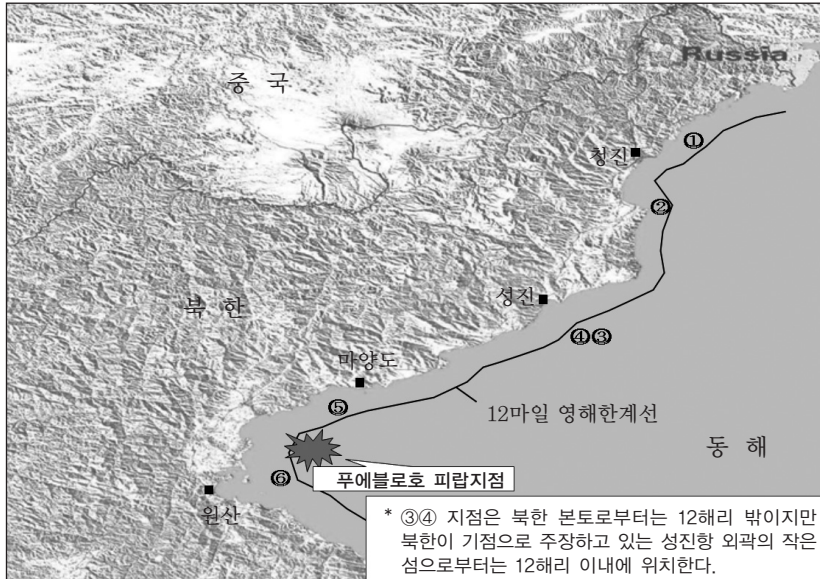 Russia
중 국
①
청진
②
성진
북 한
④③
마양도
⑤
12마일 영해한계선
동 해
⑥
푸에블로호 피랍지점
원산
* ③④ 지점은 북한 본토로부터는 12해리 밖이지만
북한이 기점으로 주장하고 있는 성진항 외곽의 작은
섬으로부터는 12해리 이내에 위치한다.